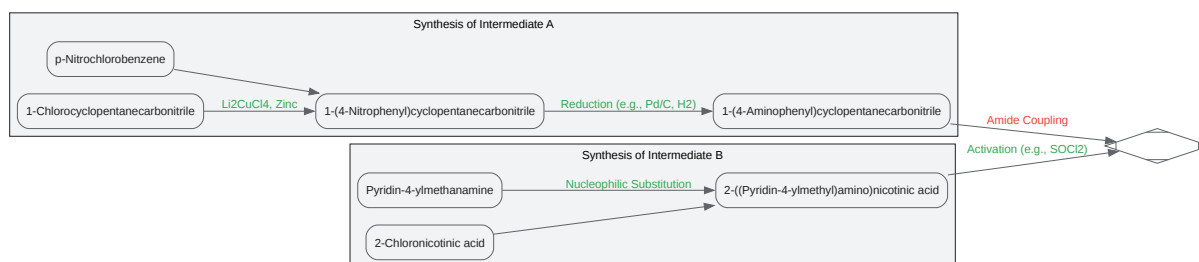 Synthesis of Intermediate A
p-Nitrochlorobenzene
1-Chlorocyclopentanecarbonitrile
Li2CuCl4, Zinc
1-(4-Nitrophenyl)cyclopentanecarbonitrile
Reduction (e.g., Pd/C, H2)
1-(4-Aminophenyl)cyclopentanecarbonitrile
Amide Coupling
Activation (e.g., SOCl2)
Synthesis of Intermediate B
Pyridin-4-ylmethanamine
Nucleophilic Substitution
2-((Pyridin-4-ylmethyl)amino)nicotinic acid
2-Chloronicotinic acid